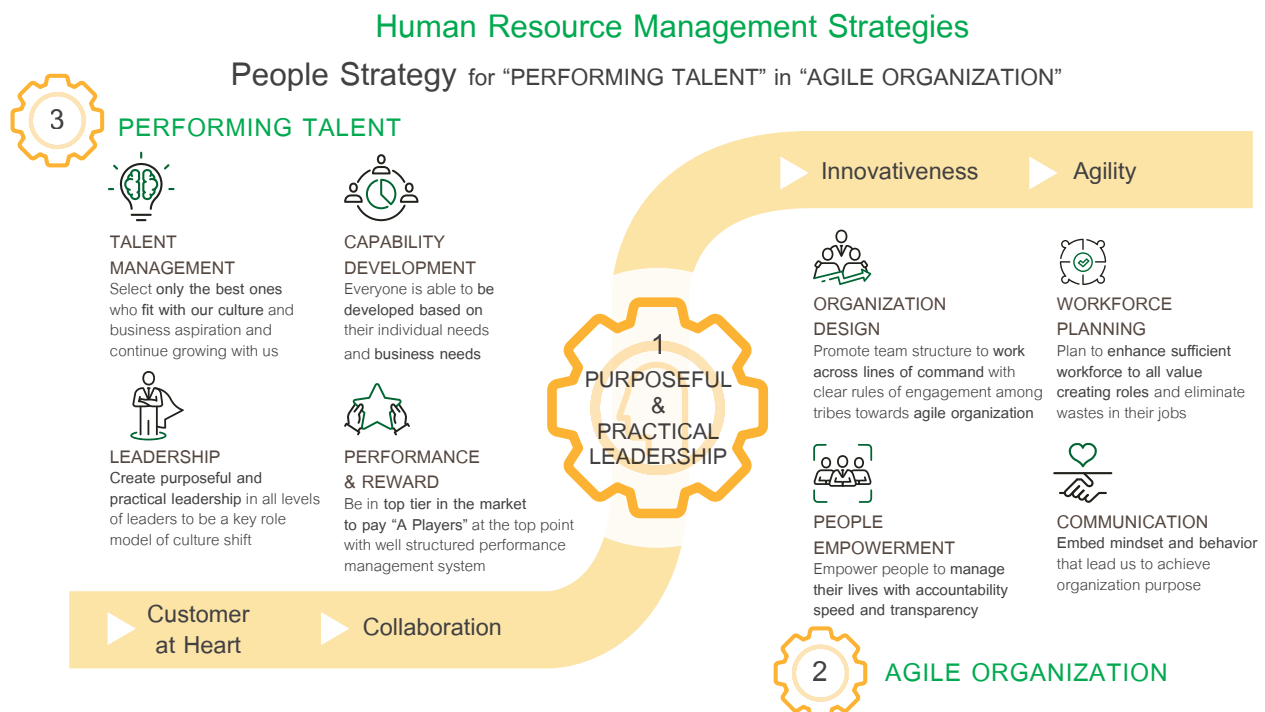 Human Resource Management Strategies
People Strategy for “PERFORMING TALENT” in “AGILE ORGANIZATION”
3
PERFORMING TALENT
TALENT
MANAGEMENT
Select only the best ones
who fit with our culture and
business aspiration and
continue growing with us
CAPABILITY
DEVELOPMENT
Everyone is able to be
developed based on
their individual needs
and business needs
LEADERSHIP
Create purposeful and
practical leadership in all levels
of leaders to be a key role
model of culture shift
PERFORMANCE
& REWARD
Be in top tier in the market
to pay “A Players” at the top point
with well structured performance
management system
Customer
at Heart
Collaboration
1
PURPOSEFUL
&
PRACTICAL
LEADERSHIP
Innovativeness
Agility
ORGANIZATION
DESIGN
Promote team structure to work
across lines of command with
clear rules of engagement among
tribes towards agile organization
WORKFORCE
PLANNING
Plan to enhance sufficient
workforce to all value
creating roles and eliminate
wastes in their jobs
PEOPLE
EMPOWERMENT
Empower people to manage
their lives with accountability
speed and transparency
COMMUNICATION
Embed mindset and behavior
that lead us to achieve
organization purpose
2
AGILE ORGANIZATION